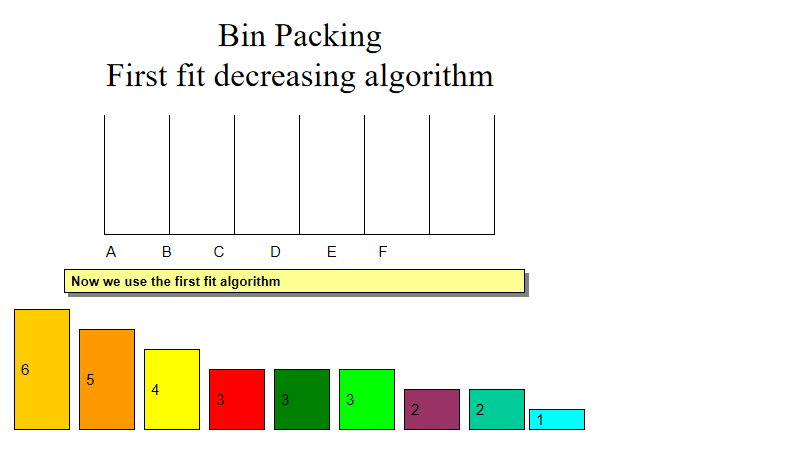 Bin Packing
First fit decreasing algorithm
A B C D E F
Now we use the first fit algorithm
6 5 4 3 3 3 2 2 1